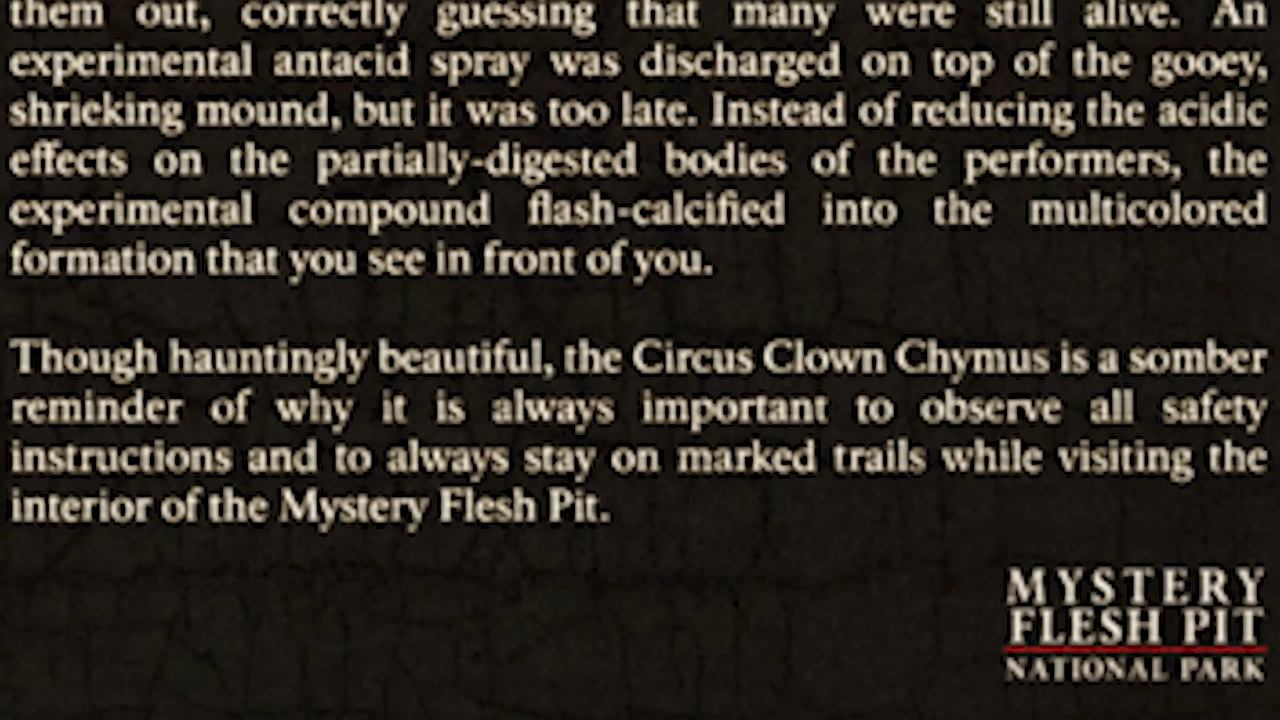 them out, correctly guessing that many were still alive. An
experimental antacid spray was discharged on top of the gooey,
shrieking mound, but it was too late. Instead of reducing the acidic
effects on the partially-digested bodies of the performers, the
experimental compound flash-calcified into the multicolored
formation that you see in front of you.
Though hauntingly beautiful, the Circus Clown Chymus is a somber
reminder of why it is always important to observe all safety
instructions and to always stay on marked trails while visiting the
interior of the Mystery Flesh Pit.
MYSTERY
FLESH PIT
NATIONAL PARK